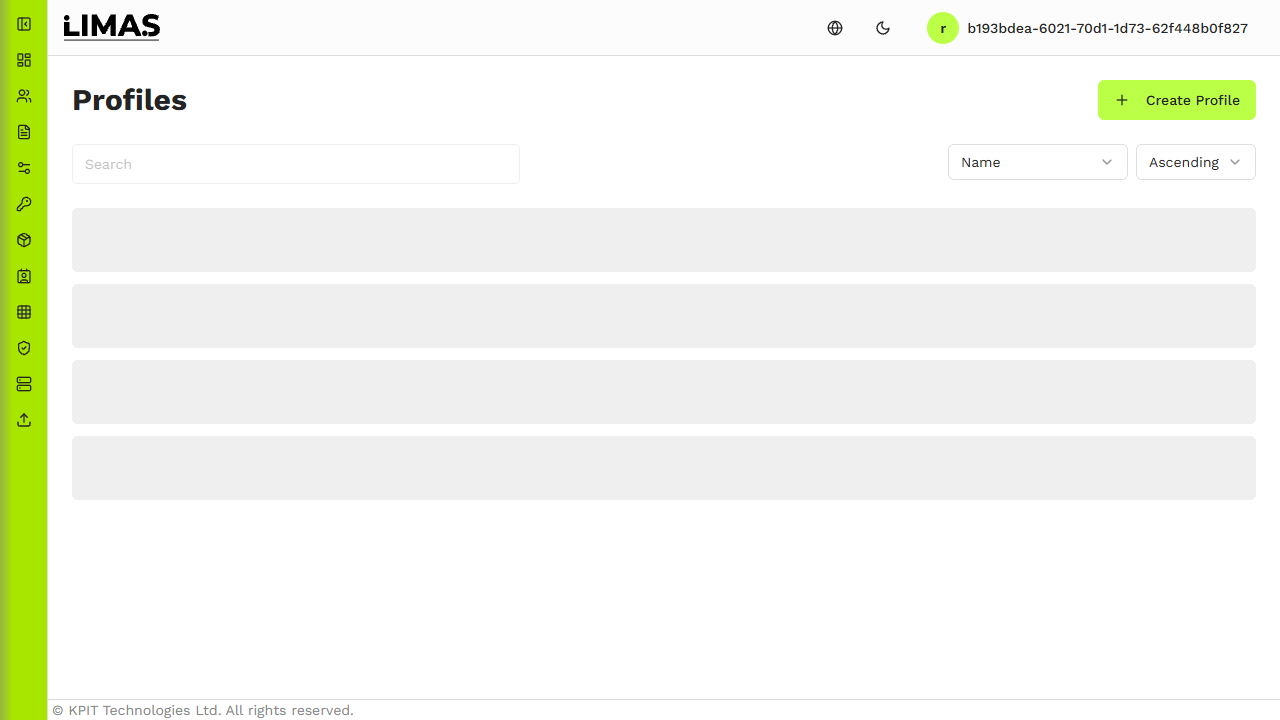 LIMAS
r
b193bdea-6021-70d1-1d73-62f448b0f827
Profiles
Create Profile
Search
Name
Ascending
© KPIT Technologies Ltd. All rights reserved.